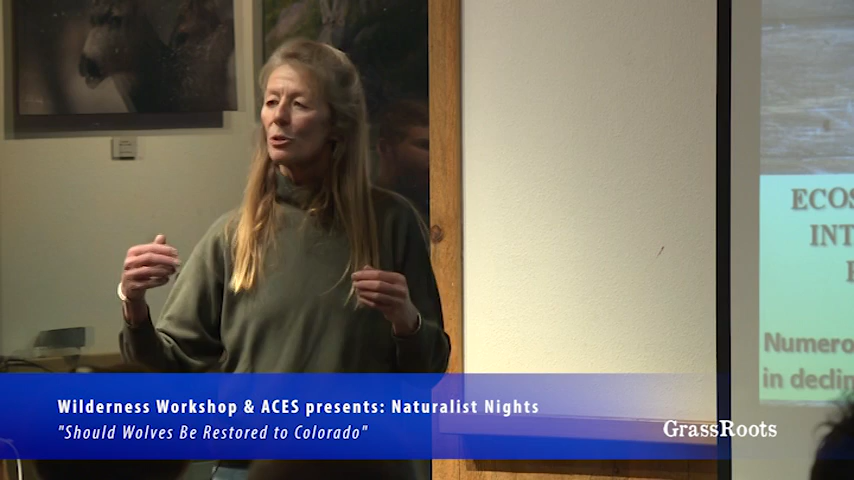 ECOS
INT
Numero
in declin
Wilderness Workshop & ACES presents: Naturalist Nights
"Should Wolves Be Restored to Colorado"
GrassRoots